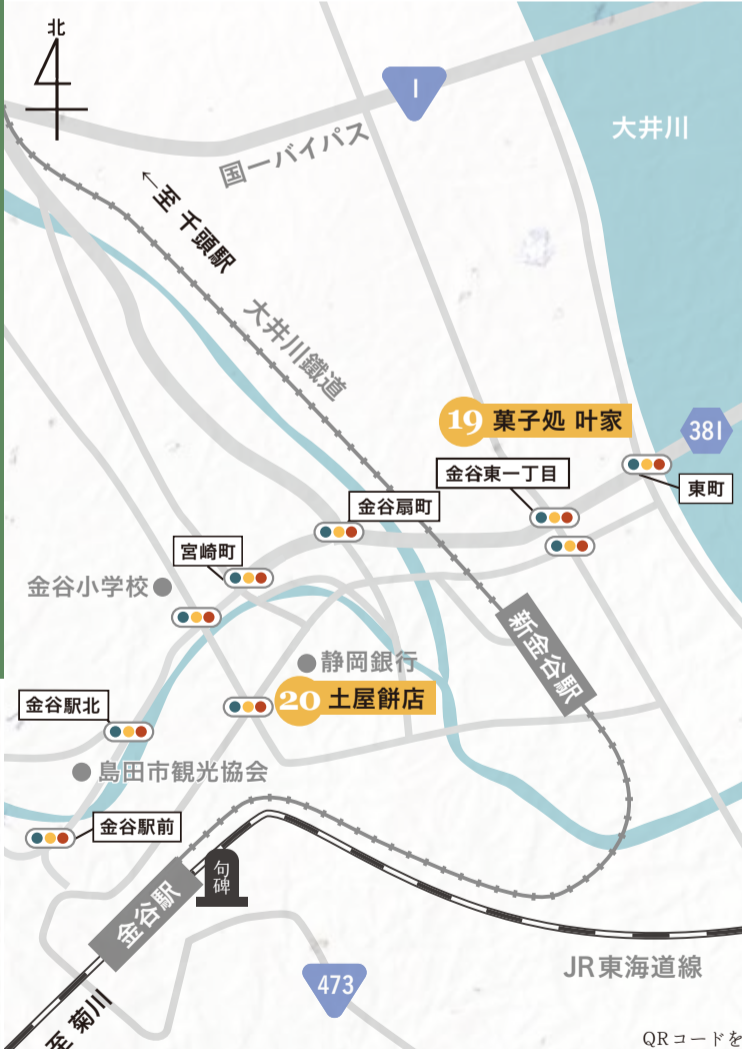 北
1
大井川
国一バイパス
←至 千頭駅
大井川鐵道
19 菓子処 叶家
381
金谷東一丁目
東町
金谷扇町
宮崎町
金谷小学校
新金谷駅
静岡銀行
20 土屋餅店
金谷駅北
島田市観光協会
金谷駅前
句碑
金谷駅
JR東海道線
473
至 菊川
QRコードを